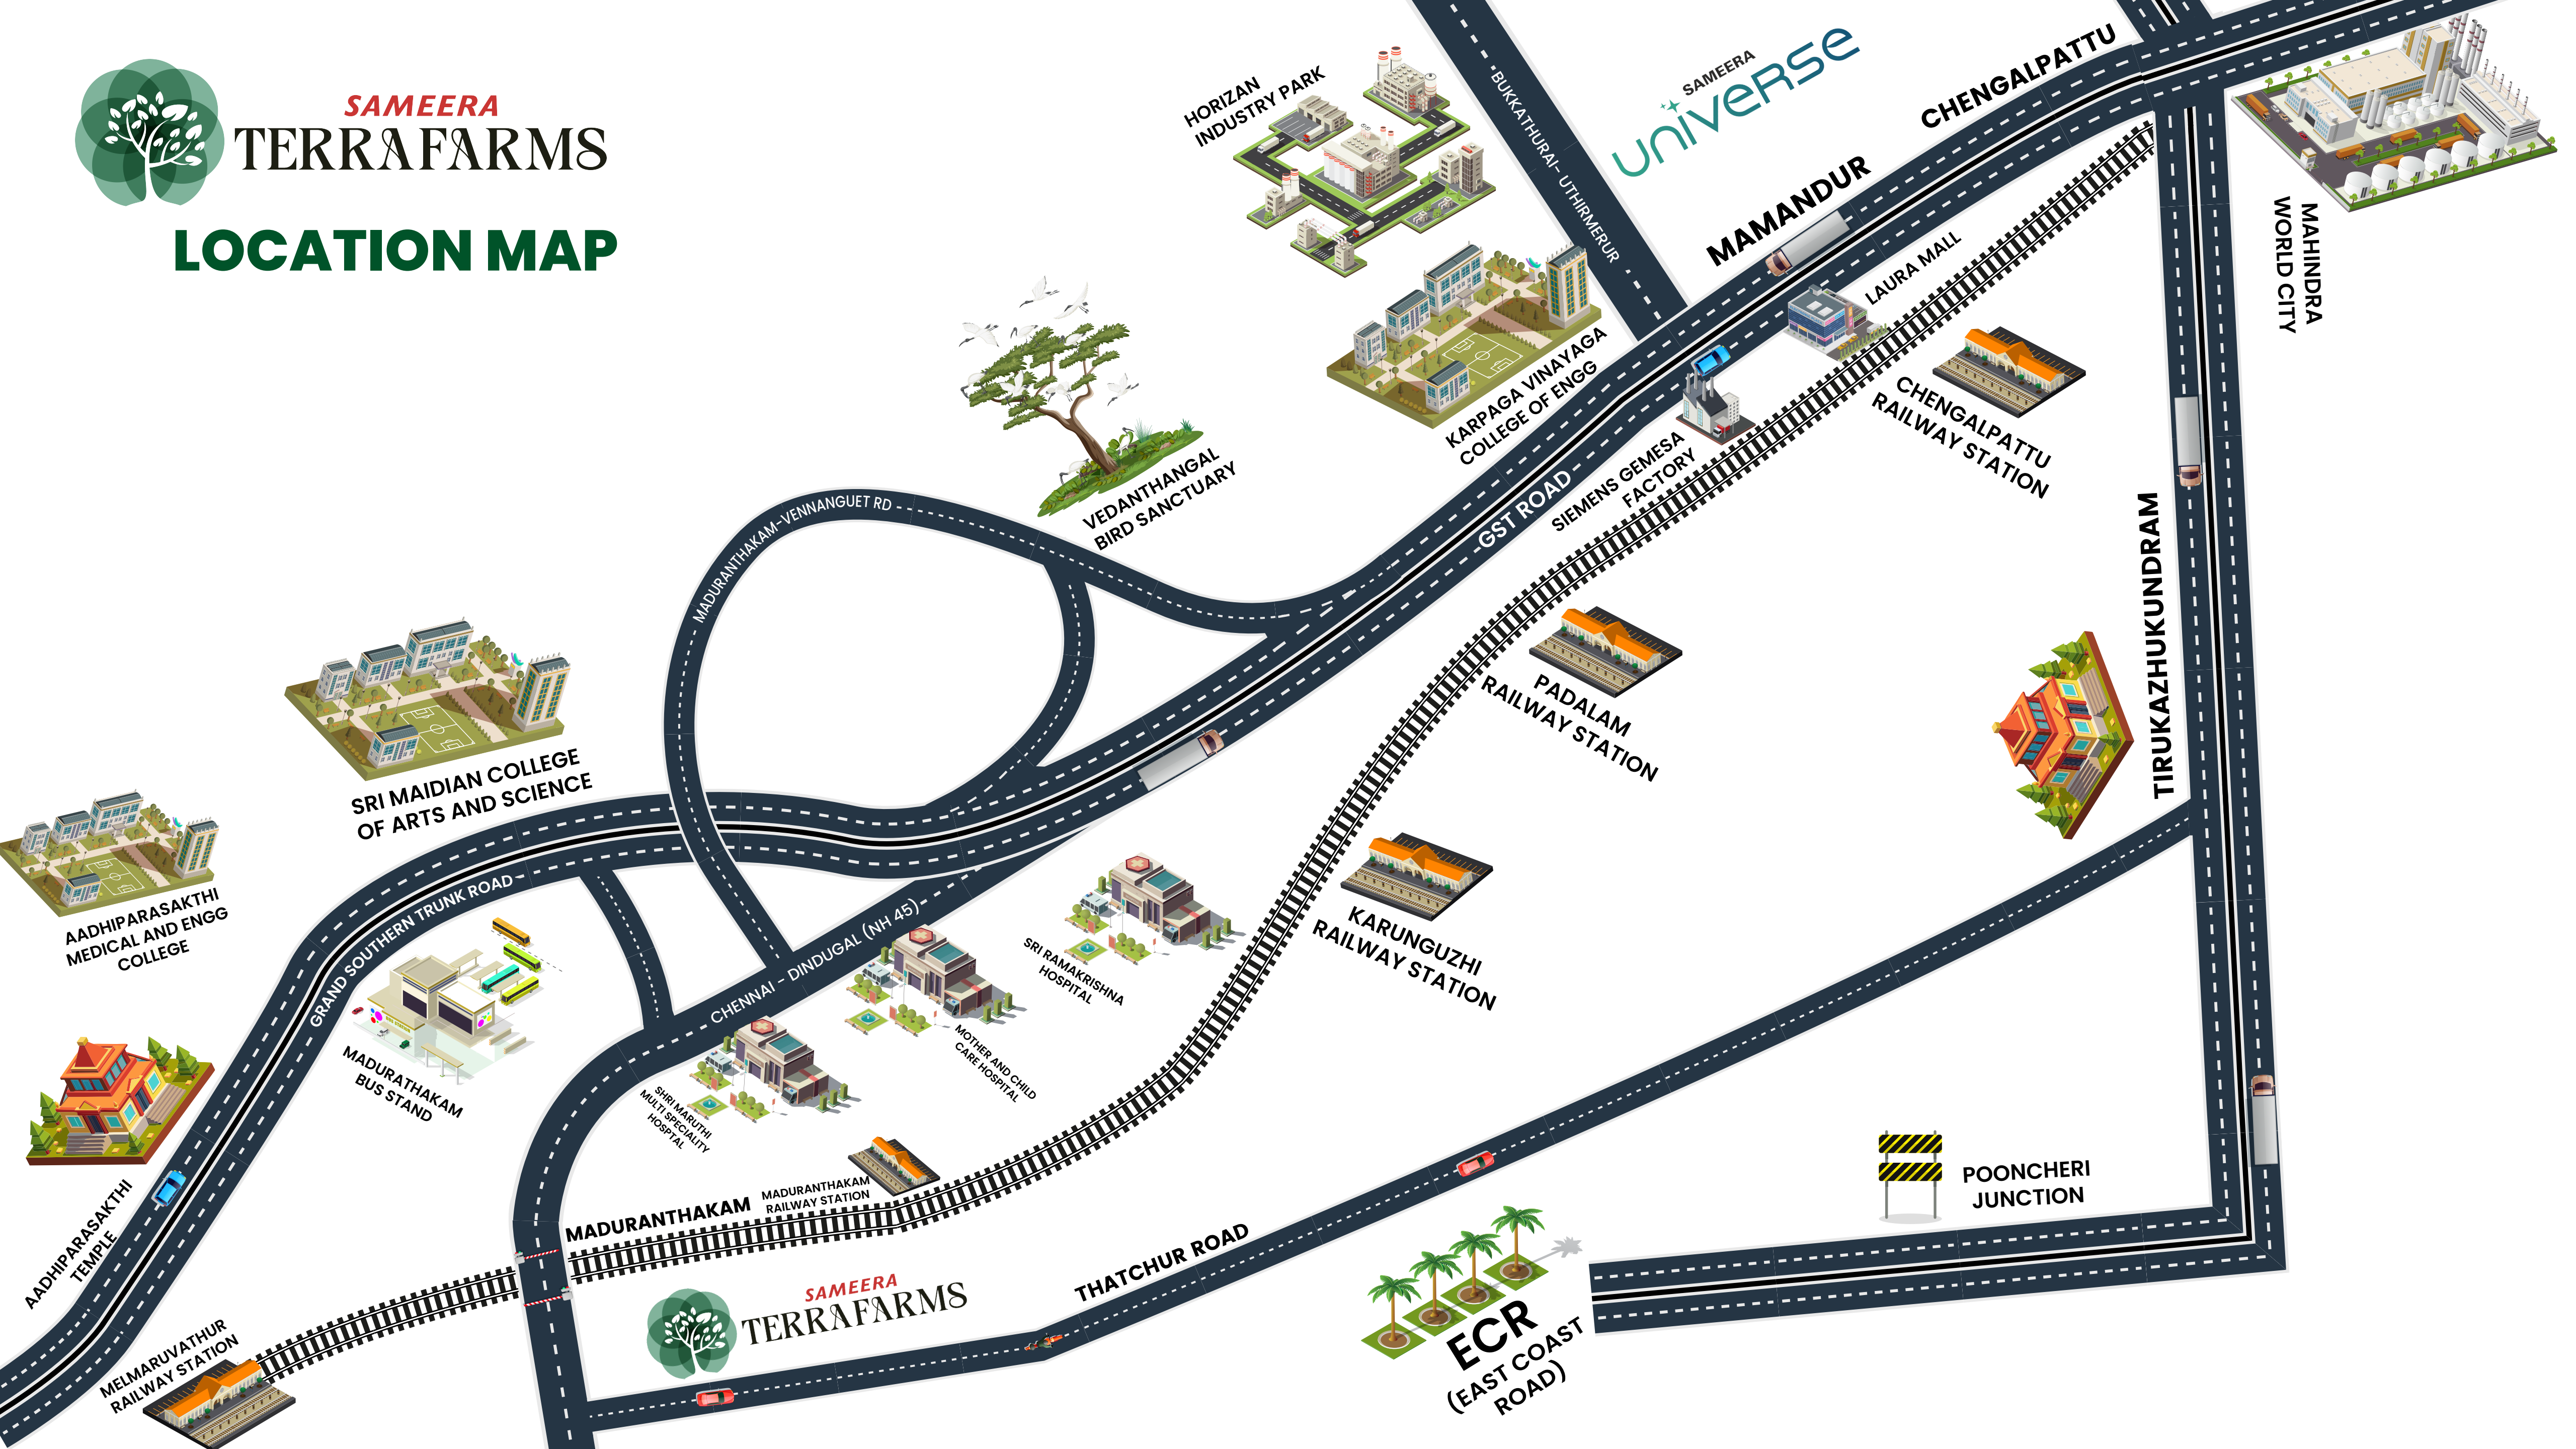 SAMEERA
TERRAFARMS
LOCATION MAP
HORIZAN
INDUSTRY PARK
BUKKATHURAI- UTHIRMERUR
SAMEERA
UNIVERSE
CHENGALPATTU
MAMANDUR
LAURA MALL
MAHINDRA
WORLD CITY
KARPAGA VINAYAGA
COLLEGE OF ENGG
CHENGALPATTU
RAILWAY STATION
VEDANTHANGAL
BIRD SANCTUARY
SIEMENS GEMESA
FACTORY
GST ROAD
MADURANTHAKAM-VENNANGUET RD
TIRUKAZHUKUNDRAM
PADALAM
RAILWAY STATION
SRI MAIDIAN COLLEGE
OF ARTS AND SCIENCE
AADHIPARASAKTHI
MEDICAL AND ENGG
COLLEGE
GRAND SOUTHERN TRUNK ROAD
CHENNAI - DINDUGAL (NH 45)
SRI RAMAKRISHNA
HOSPITAL
KARUNGUZHI
RAILWAY STATION
MADURATHAKAM
BUS STAND
MOTHER AND CHILD
CARE HOSPITAL
SHRI MARUTHI
MULTI SPECIALITY
HOSPTAL
AADHIPARASAKTHI
TEMPLE
MADURANTHAKAM
MADURANTHAKAM
RAILWAY STATION
POONCHERI
JUNCTION
THATCHUR ROAD
SAMEERA
TERRAFARMS
ECR
(EAST COAST
ROAD)
MELMARUVATHUR
RAILWAY STATION